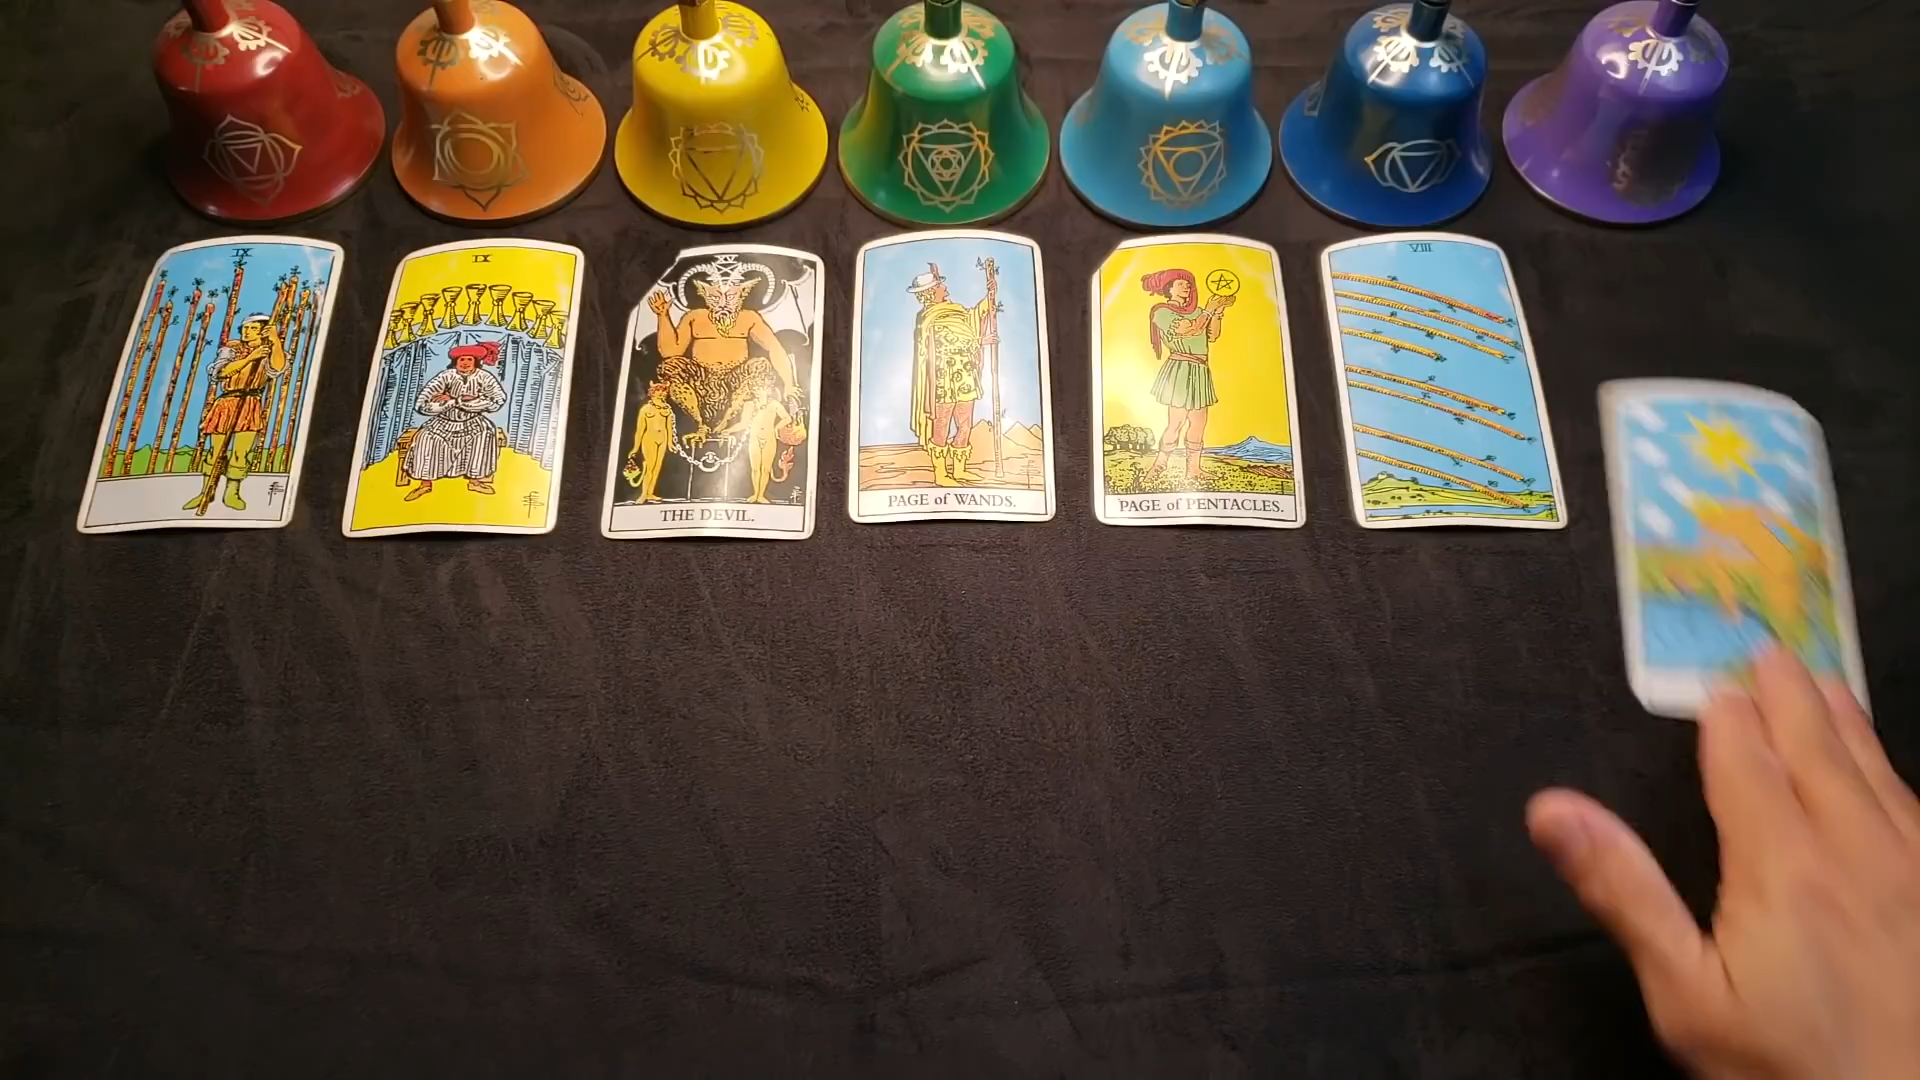 IX
IX
XV
VIII
THE DEVIL.
PAGE of WANDS.
PAGE of PENTACLES.